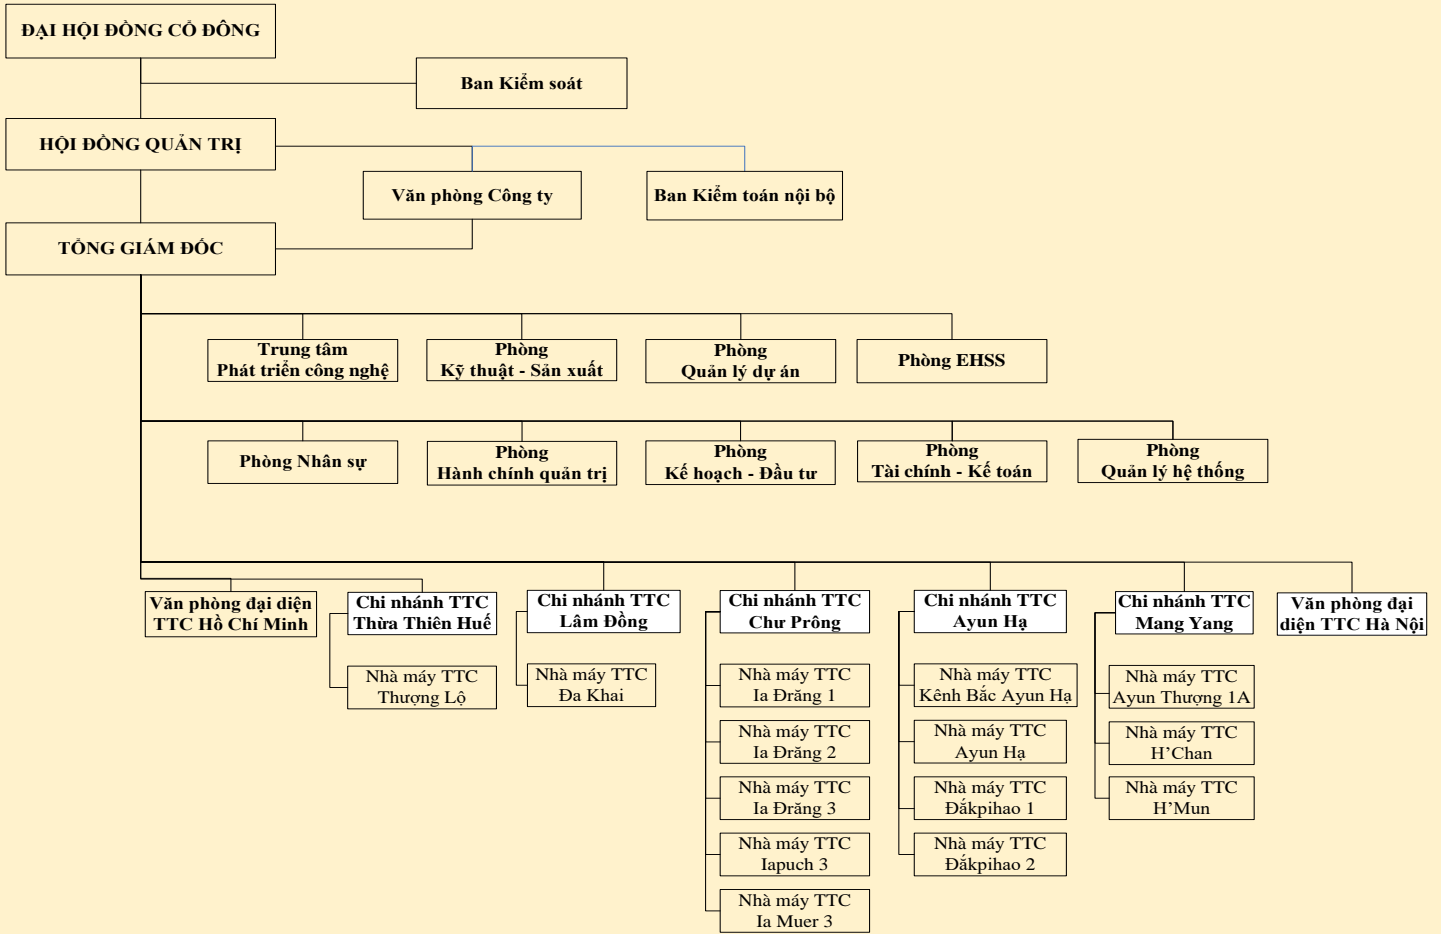 ĐẠI HỘI ĐỒNG CỔ ĐÔNG
Ban Kiểm soát
HỘI ĐỒNG QUẢN TRỊ
Văn phòng Công ty
Ban Kiểm toán nội bộ
TỔNG GIÁM ĐỐC
Trung tâm
Phát triển công nghệ
Phòng
Kỹ thuật - Sản xuất
Phòng
Quản lý dự án
Phòng EHSS
Phòng Nhân sự
Phòng
Hành chính quản trị
Phòng
Kế hoạch - Đầu tư
Phòng
Tài chính - Kế toán
Phòng
Quản lý hệ thống
Văn phòng đại diện
TTC Hồ Chí Minh
Chi nhánh TTC
Thừa Thiên Huế
Nhà máy TTC
Thượng Lộ
Chi nhánh TTC
Lâm Đồng
Nhà máy TTC
Đa Khai
Chi nhánh TTC
Chư Prông
Nhà máy TTC
Ia Đrăng 1
Nhà máy TTC
Ia Đrăng 2
Nhà máy TTC
Ia Đrăng 3
Nhà máy TTC
Iapuch 3
Nhà máy TTC
Ia Muer 3
Chi nhánh TTC
Ayun Hạ
Nhà máy TTC
Kênh Bắc Ayun Hạ
Nhà máy TTC
Ayun Hạ
Nhà máy TTC
Đắkpihao 1
Nhà máy TTC
Đắkpihao 2
Chi nhánh TTC
Mang Yang
Nhà máy TTC
Ayun Thượng 1A
Nhà máy TTC
H’Chan
Nhà máy TTC
H’Mun
Văn phòng đại
diện TTC Hà Nội